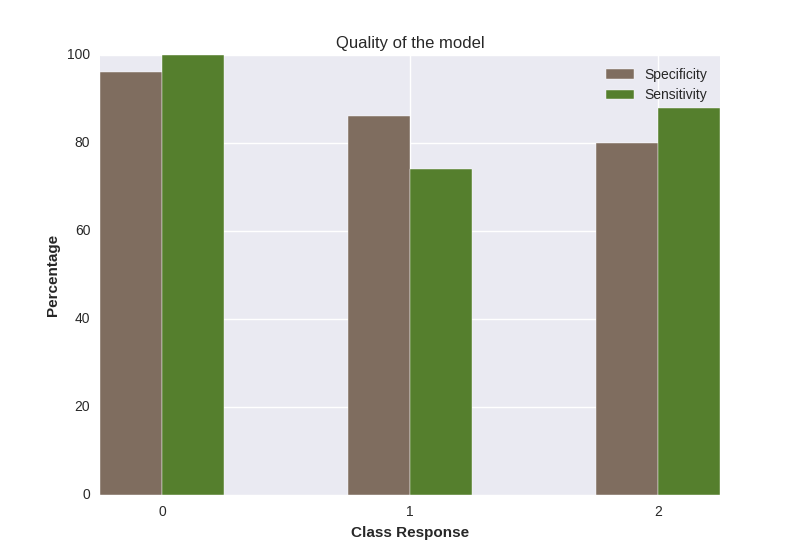 Quality of the model
100
80
60
40
20
0
Percentage
Specificity
Sensitivity
0 1 2
Class Response